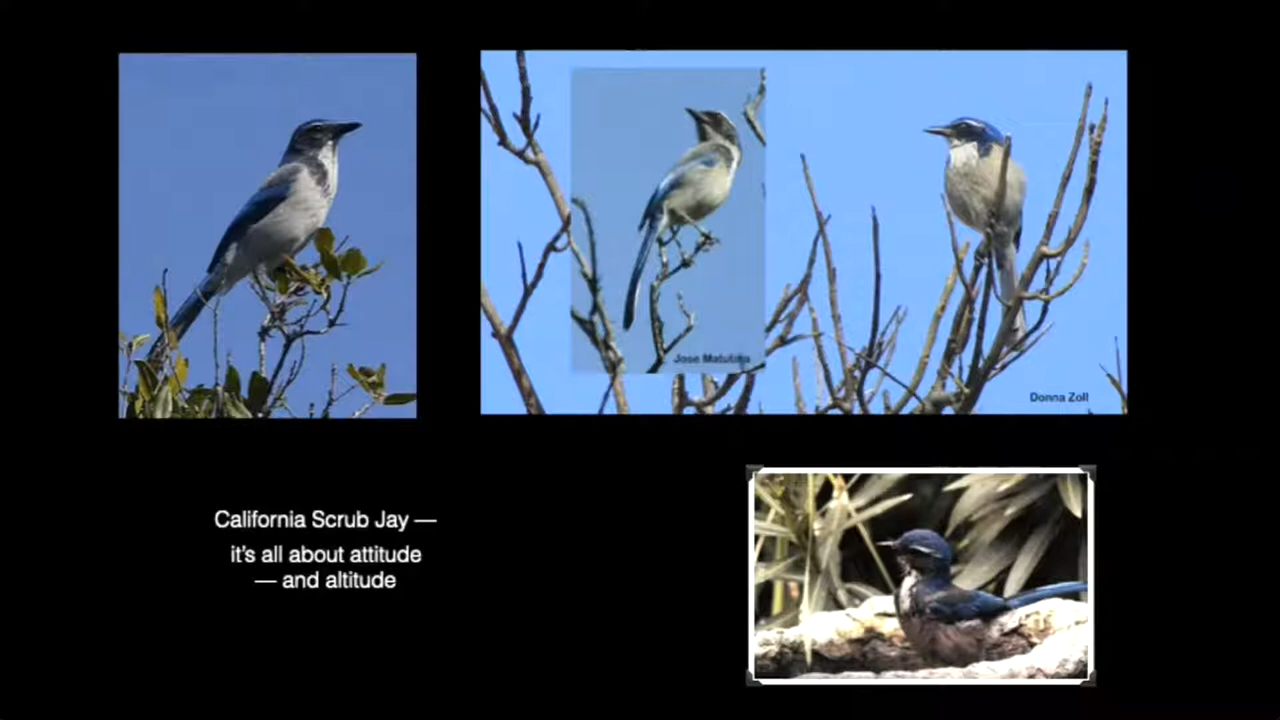 Jose Matutina
Donna Zoll
California Scrub Jay —
it's all about attitude
— and altitude